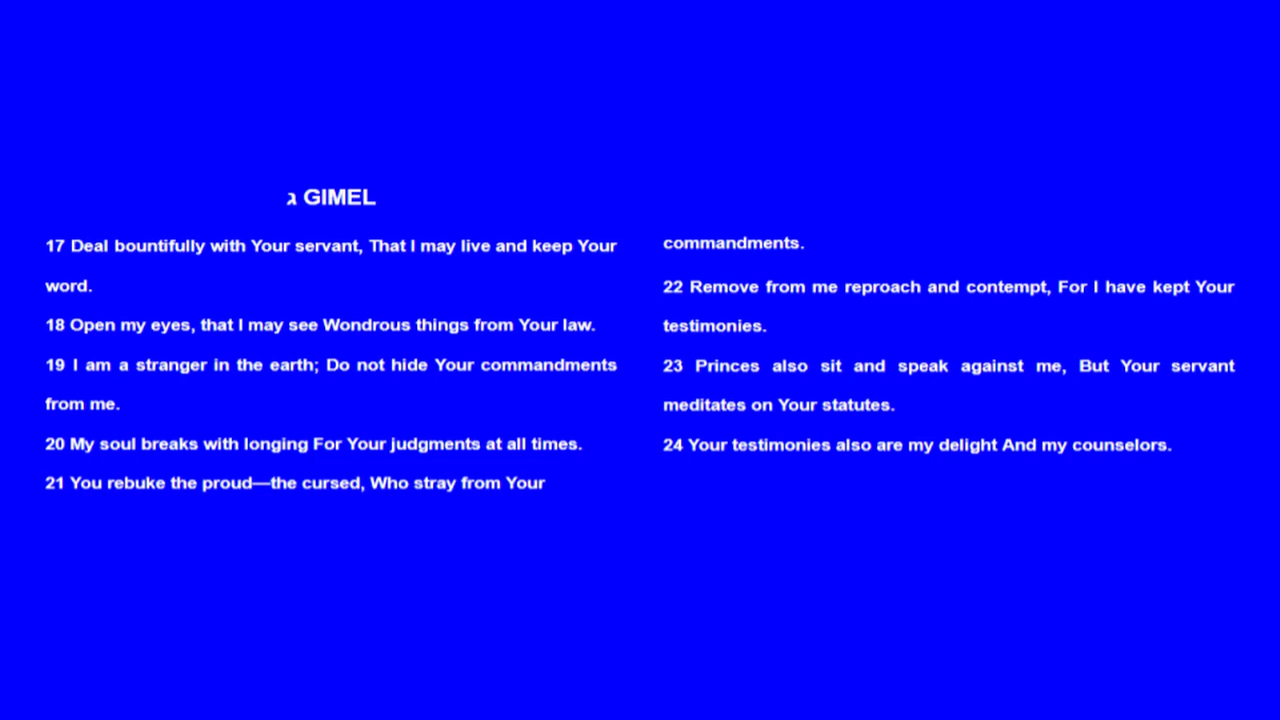 ג GIMEL
17 Deal bountifully with Your servant, That I may live and keep Your
word.
18 Open my eyes, that I may see Wondrous things from Your law.
19 I am a stranger in the earth; Do not hide Your commandments
from me.
20 My soul breaks with longing For Your judgments at all times.
21 You rebuke the proud—the cursed, Who stray from Your
commandments.
22 Remove from me reproach and contempt, For I have kept Your
testimonies.
23 Princes also sit and speak against me, But Your servant
meditates on Your statutes.
24 Your testimonies also are my delight And my counselors.